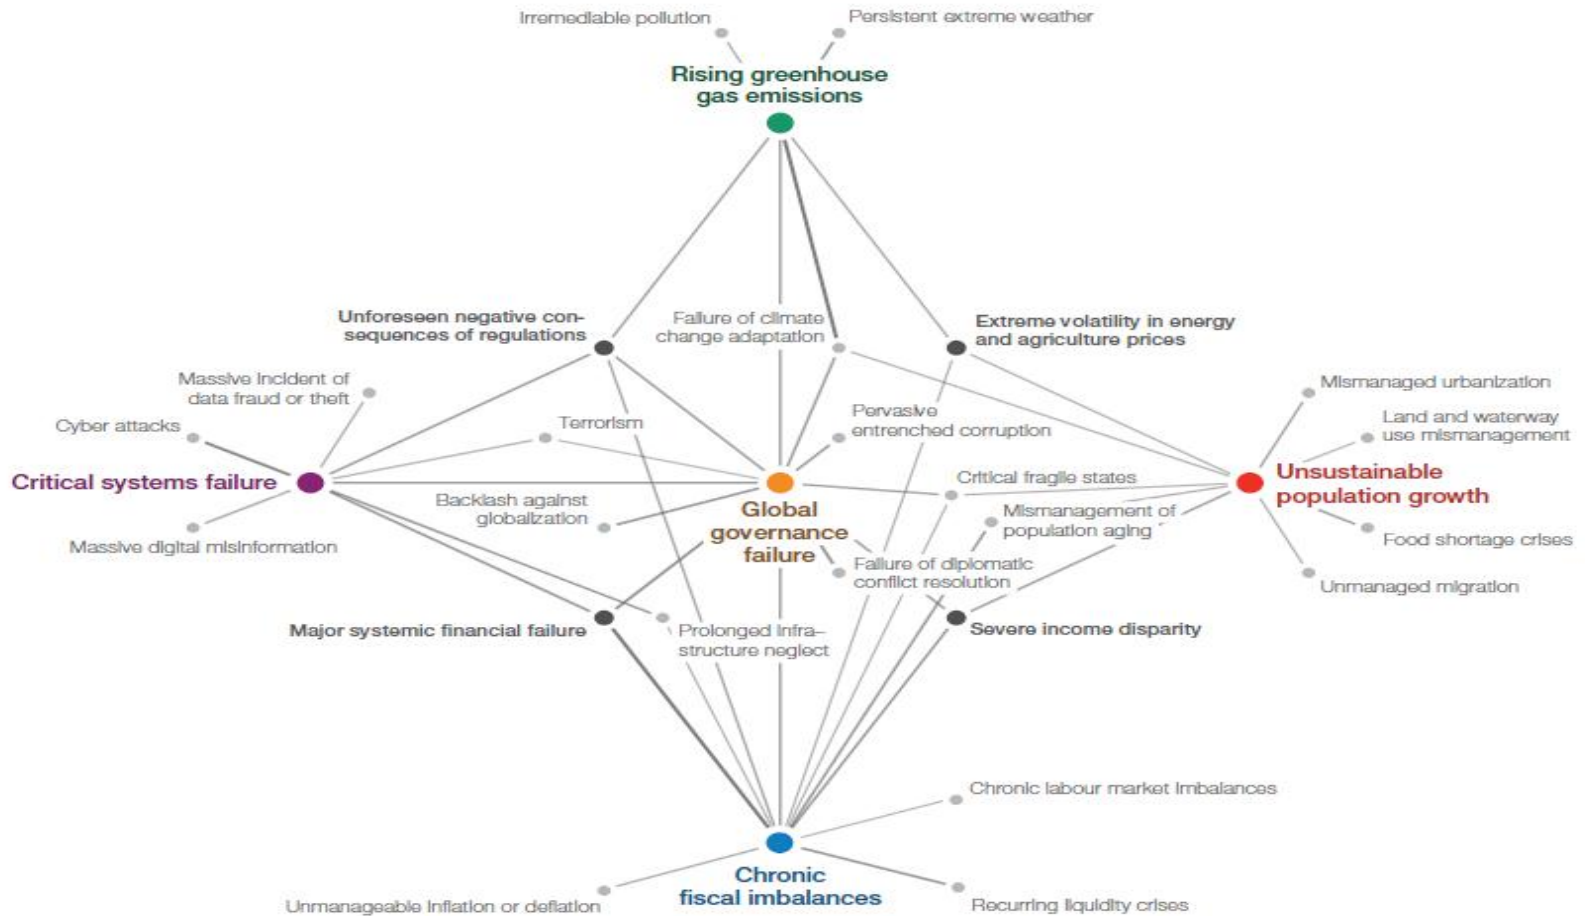 Irremediable pollution
Persistent extreme weather
Rising greenhouse
gas emissions
Unforeseen negative con-
sequences of regulations
Failure of climate
change adaptation
Extreme volatility in energy
and agriculture prices
Massive incident of
data fraud or theft
Mismanaged urbanization
Cyber attacks
Terrorism
Pervasive
entrenched corruption
Land and waterway
use mismanagement
Critical systems failure
Critical fragile states
Unsustainable
population growth
Backlash against
globalization
Global
governance
failure
Mismanagement of
population aging
Massive digital misinformation
Food shortage crises
Failure of diplomatic
conflict resolution
Unmanaged migration
Major systemic financial failure
Prolonged infra–
structure neglect
Severe income disparity
Chronic labour market imbalances
Chronic
fiscal imbalances
Unmanageable inflation or deflation
Recurring liquidity crises